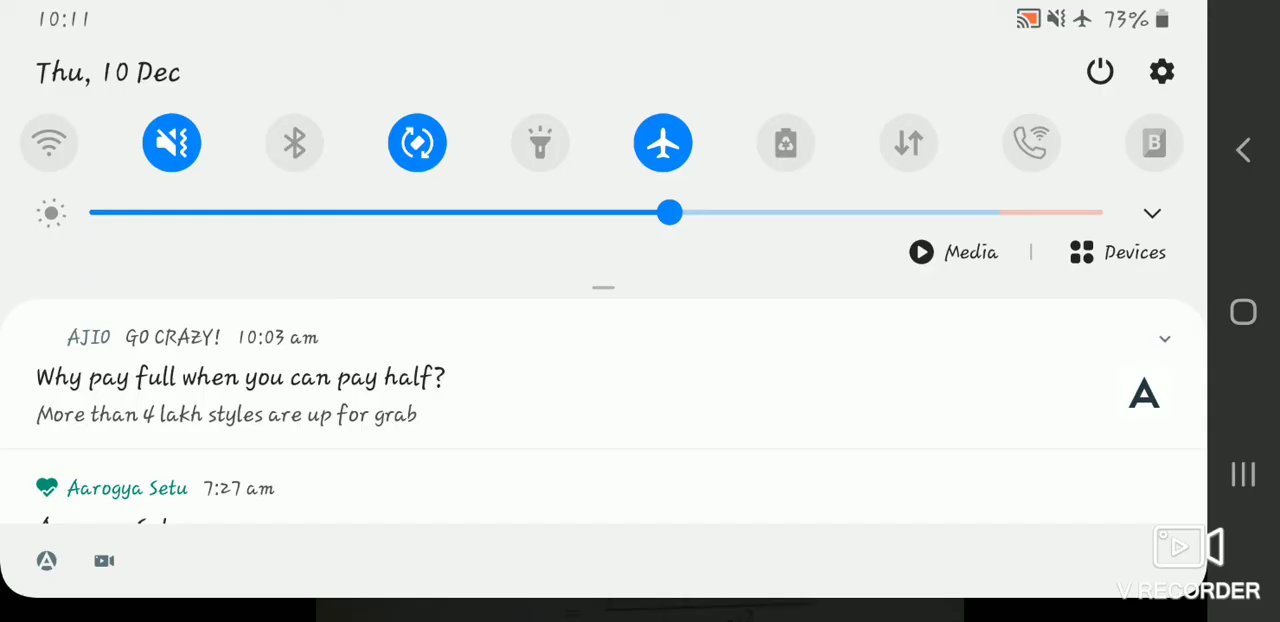 10:11
73%
Thu, 10 Dec
B
Media | Devices
AJIO GO CRAZY! 10:03 am
Why pay full when you can pay half?
More than 4 lakh styles are up for grab
A
Aarogya Setu 7:27 am
V RECORDER